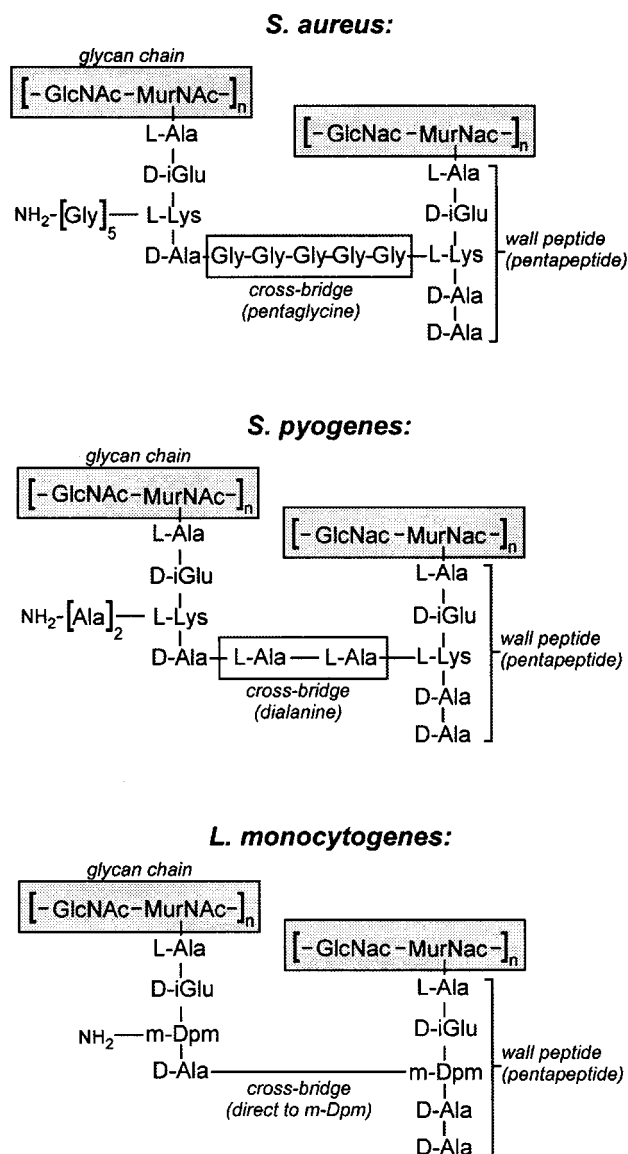 S. aureus:
glycan chain
[-GlcNAc-MurNAc-]n
[-GlcNac-MurNac-]n
L-Ala
D-iGlu
NH2-[Gly]5-L-Lys
D-Ala-Gly-Gly-Gly-Gly-Gly-L-Lys
cross-bridge
(pentaglycine)
L-Ala
D-iGlu
D-Ala
D-Ala
wall peptide
(pentapeptide)
S. pyogenes:
glycan chain
[-GlcNAc-MurNAc-]n
[-GlcNac-MurNac-]n
L-Ala
D-iGlu
NH2-[Ala]2-L-Lys
D-Ala-L-Ala-L-Ala-L-Lys
cross-bridge
(dialanine)
L-Ala
D-iGlu
D-Ala
D-Ala
wall peptide
(pentapeptide)
L. monocytogenes:
glycan chain
[-GlcNAc-MurNAc-]n
[-GlcNac-MurNac-]n
L-Ala
D-iGlu
NH2-m-Dpm
D-Ala-m-Dpm
cross-bridge
(direct to m-Dpm)
L-Ala
D-iGlu
D-Ala
D-Ala
wall peptide
(pentapeptide)